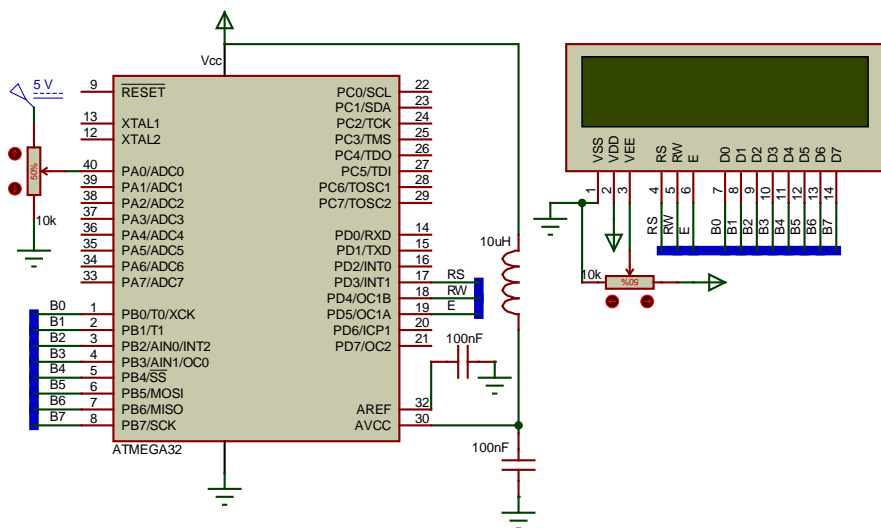 Vcc
5 V
50%
10k
9 RESET
13 XTAL1
12 XTAL2
40 PA0/ADC0
39 PA1/ADC1
38 PA2/ADC2
37 PA3/ADC3
36 PA4/ADC4
35 PA5/ADC5
34 PA6/ADC6
33 PA7/ADC7
B0 1 PB0/T0/XCK
B1 2 PB1/T1
B2 3 PB2/AIN0/INT2
B3 4 PB3/AIN1/OC0
B4 5 PB4/SS
B5 6 PB5/MOSI
B6 7 PB6/MISO
B7 8 PB7/SCK
PC0/SCL 22
PC1/SDA 23
PC2/TCK 24
PC3/TMS 25
PC4/TDO 26
PC5/TDI 27
PC6/TOSC1 28
PC7/TOSC2 29
PD0/RXD 14
PD1/TXD 15
PD2/INT0 16
PD3/INT1 17 RS
PD4/OC1B 18 RW
PD5/OC1A 19 E
PD6/ICP1 20
PD7/OC2 21
AREF 32
AVCC 30
ATMEGA32
10uH
100nF
100nF
VSS VDD VEE RS RW E D0 D1 D2 D3 D4 D5 D6 D7
1 2 3 4 5 6 7 8 9 10 11 12 13 14
RS RW E B0 B1 B2 B3 B4 B5 B6 B7
10k
50%